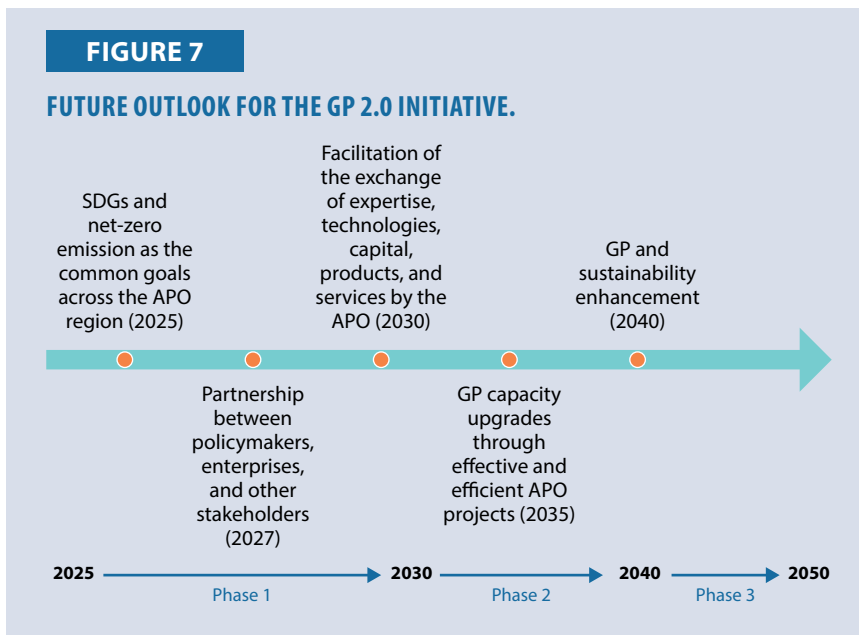 FIGURE 7
FUTURE OUTLOOK FOR THE GP 2.0 INITIATIVE.
SDGs and
net-zero
emission as the
common goals
across the APO
region (2025)
Partnership
between
policymakers,
enterprises,
and other
stakeholders
(2027)
Facilitation of
the exchange
of expertise,
technologies,
capital,
products, and
services by the
APO (2030)
GP capacity
upgrades
through
effective and
efficient APO
projects (2035)
GP and
sustainability
enhancement
(2040)
2025
Phase 1
2030
Phase 2
2040
Phase 3
2050